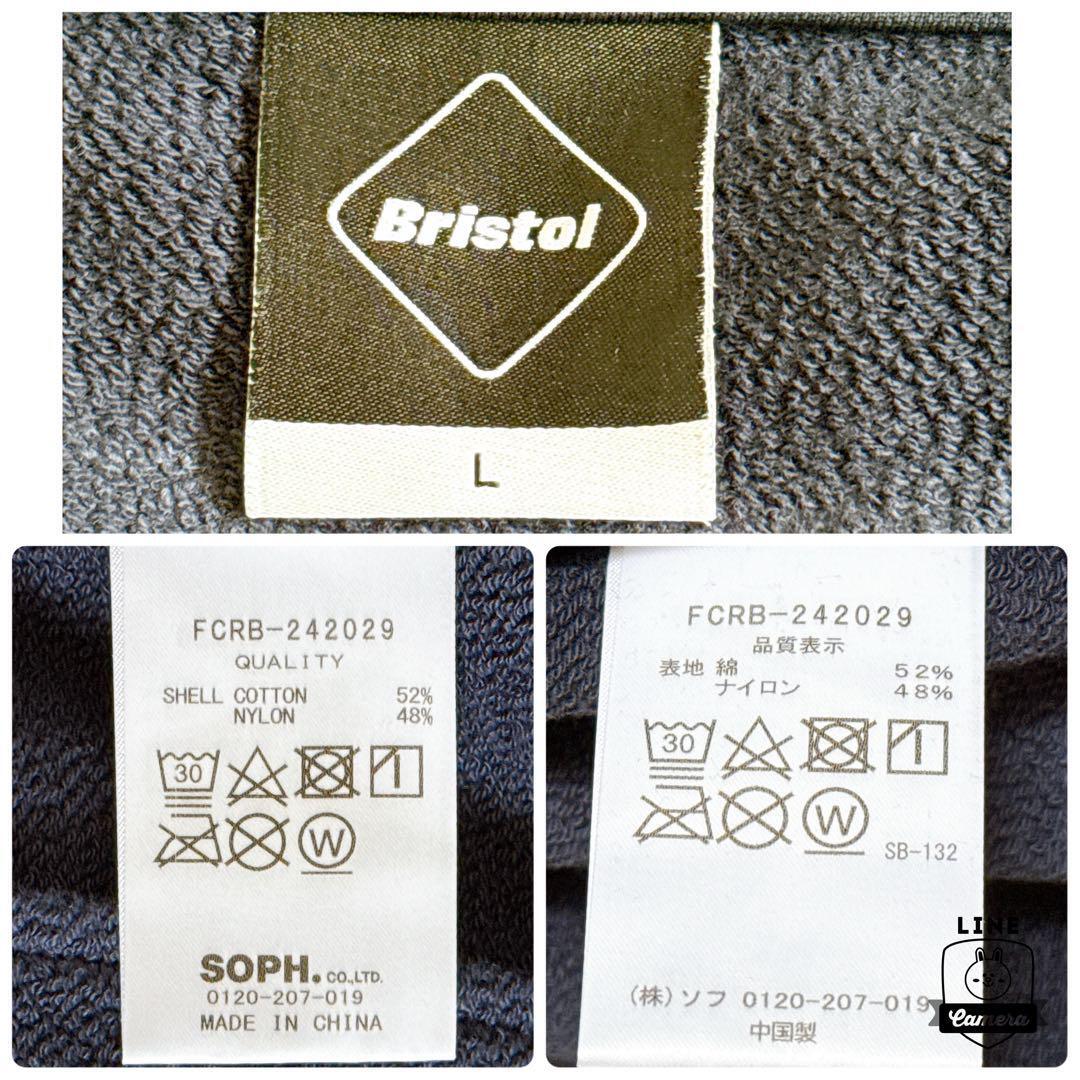 Bristol
L
FCRB-242029
QUALITY
SHELL COTTON 52%
NYLON 48%
30
W
SOPH. CO.,LTD.
0120-207-019
MADE IN CHINA
FCRB-242029
品質表示
表地 綿 52%
ナイロン 48%
30
W
SB-132
(株)ソフ 0120-207-019
中国製
LINE
Camera